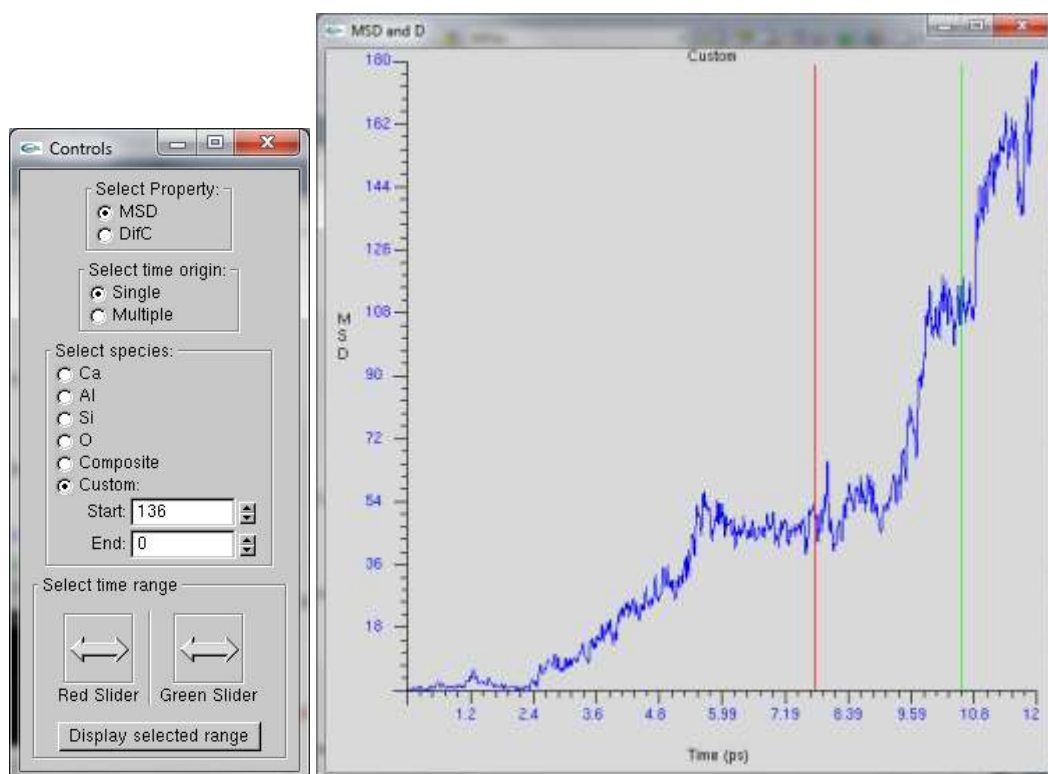 Controls
Select Property:
MSD
DifC
Select time origin:
Single
Multiple
Select species:
Ca
Al
Si
O
Composite
Custom:
Start: 136
End: 0
Select time range
Red Slider
Green Slider
Display selected range
MSD and D
Custom
180
162
144
126
108
90
72
54
36
18
M
S
D
1.2
2.4
3.6
4.8
5.99
7.19
8.39
9.59
10.8
12
Time (ps)